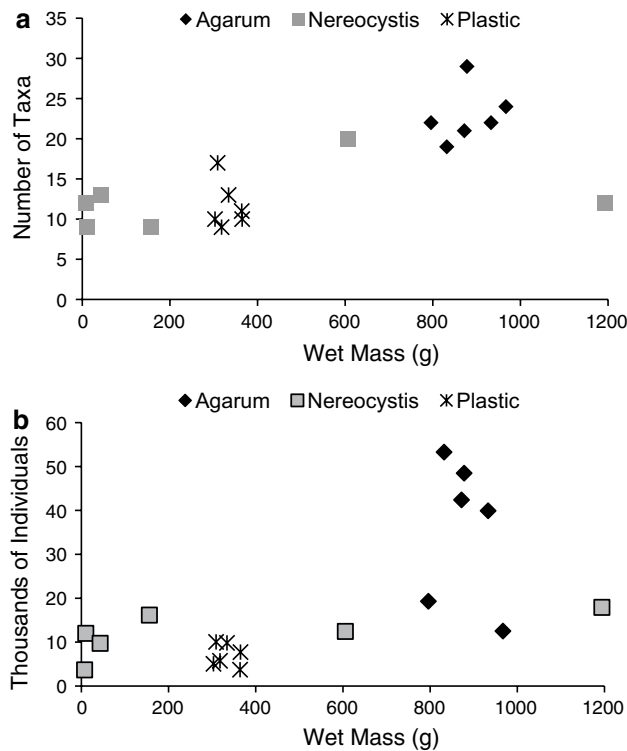 a
Agarum Nereocystis Plastic
35
30
25
20
15
10
5
0
Number of Taxa
0 200 400 600 800 1000 1200
Wet Mass (g)
b
Agarum Nereocystis Plastic
60
50
40
30
20
10
0
Thousands of Individuals
0 200 400 600 800 1000 1200
Wet Mass (g)